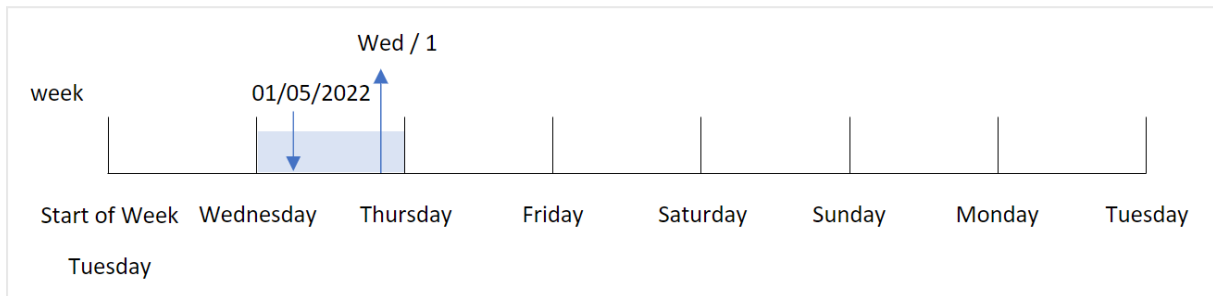 Wed / 1
week 01/05/2022
Start of Week Wednesday Thursday Friday Saturday Sunday Monday Tuesday
Tuesday